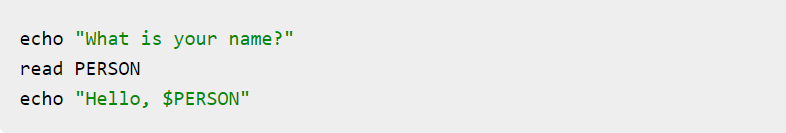 echo "What is your name?"
read PERSON
echo "Hello, $PERSON"